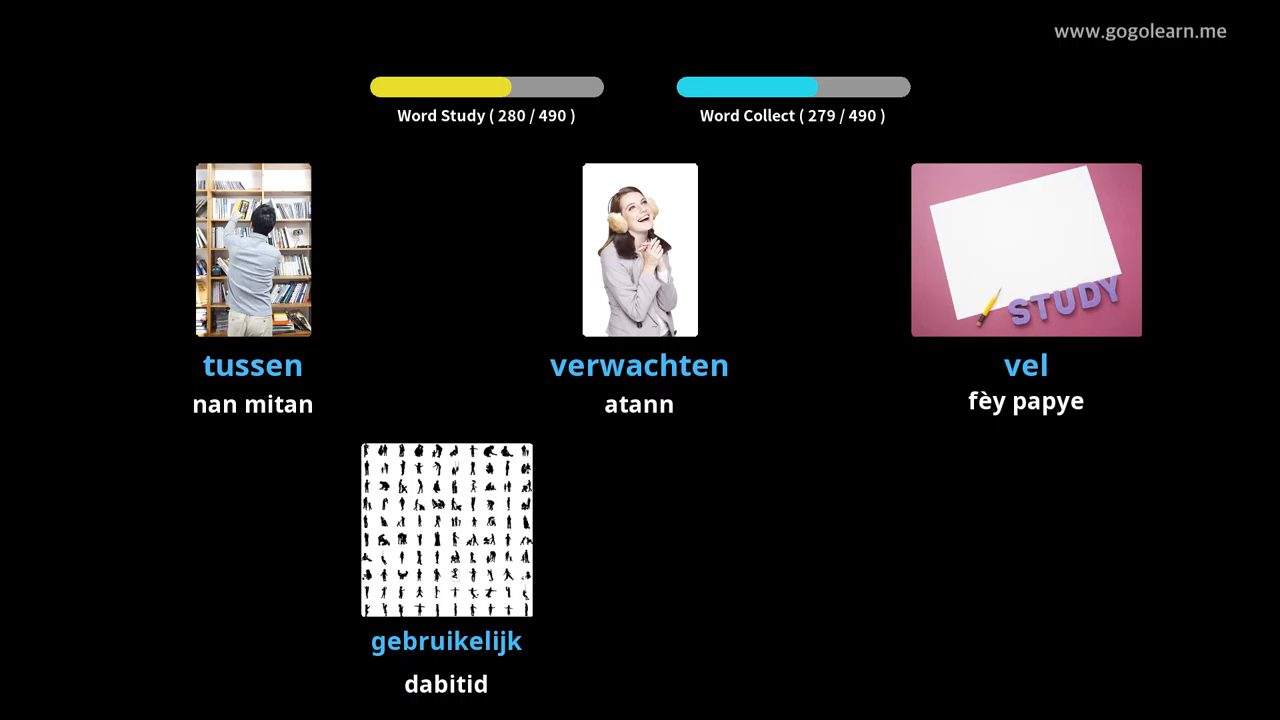 www.gogolearn.me
Word Study ( 280 / 490 )
Word Collect ( 279 / 490 )
STUDY
tussen
verwachten
vel
nan mitan
atann
fèy papye
gebruikelijk
dabitid